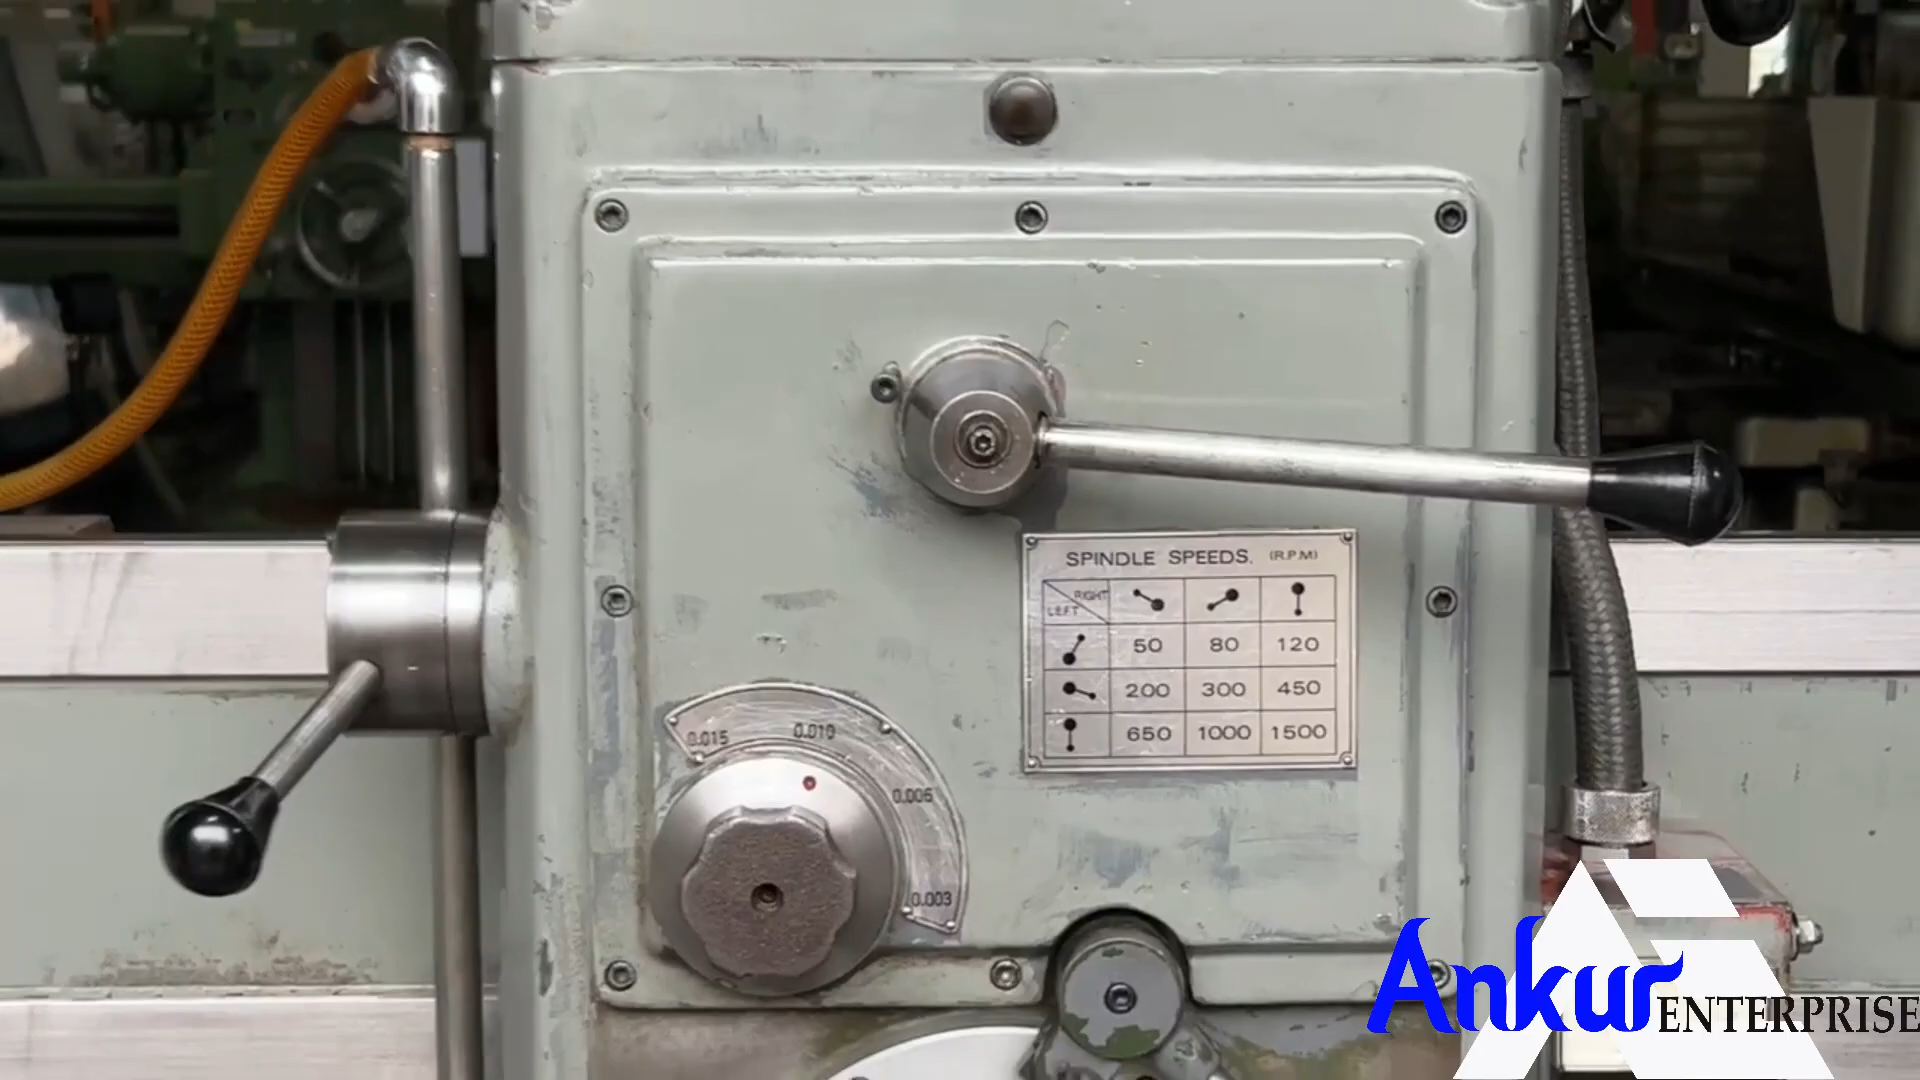 SPINDLE SPEEDS. (R.P.M)
RIGHT
LEFT
50 80 120
200 300 450
650 1000 1500
0.015 0.010
0.006
0.003
Ankur ENTERPRISE